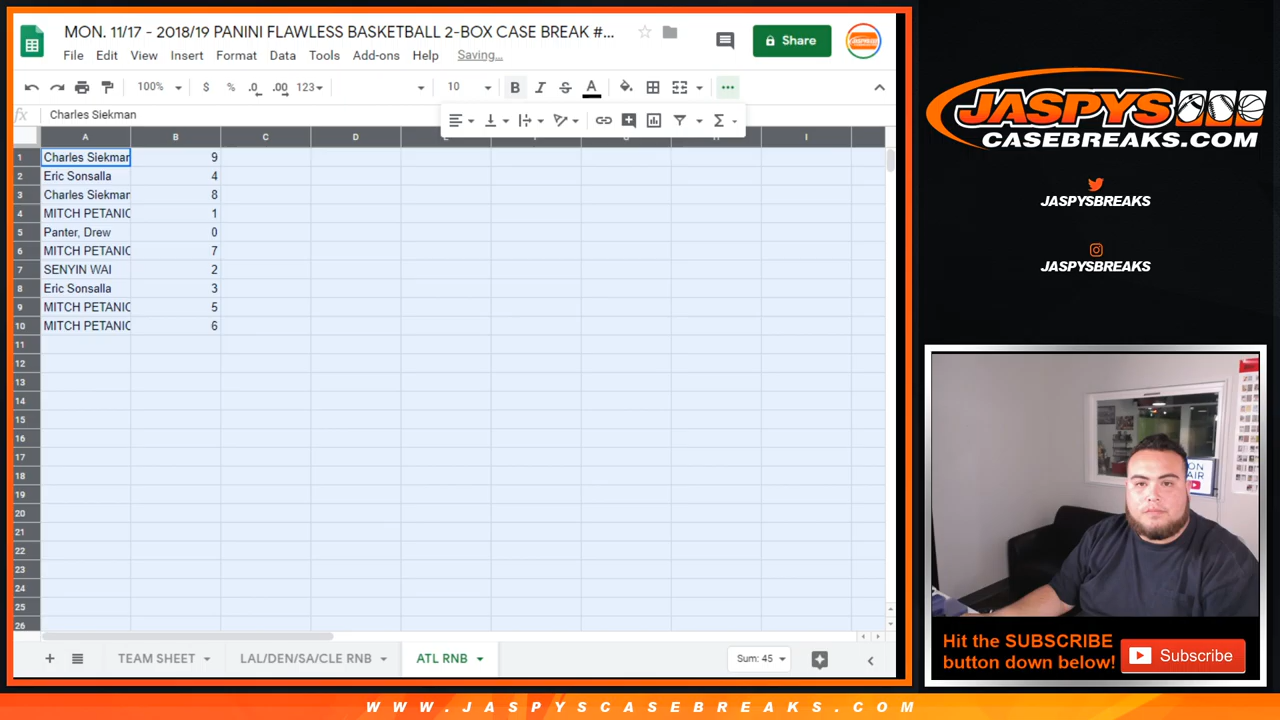 MON. 11/17 - 2018/19 PANINI FLAWLESS BASKETBALL 2-BOX CASE BREAK #...
Share
File Edit View Insert Format Data Tools Add-ons Help Saving...
100% $ % .0 .00 123 10 B I S A
fx Charles Siekman
A B C D E F G H I
1 Charles Siekman 9
2 Eric Sonsalla 4
3 Charles Siekman 8
4 MITCH PETANIC 1
5 Panter, Drew 0
6 MITCH PETANIC 7
7 SENYIN WAI 2
8 Eric Sonsalla 3
9 MITCH PETANIC 5
10 MITCH PETANIC 6
11
12
13
14
15
16
17
18
19
20
21
22
23
24
25
26
TEAM SHEET LAL/DEN/SA/CLE RNB ATL RNB Sum: 45
JASPYS
CASEBREAKS.COM
JASPYSBREAKS
JASPYSBREAKS
ON
AIR
Hit the SUBSCRIBE
button down below!
Subscribe
WWW.JASPYSCASEBREAKS.COM